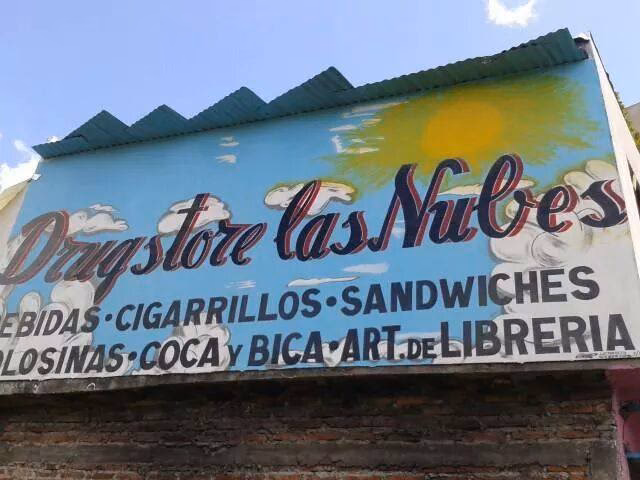 Drugstore las Nubes
EBIDAS · CIGARRILLOS · SANDWICHES
OLOSINAS · COCA Y BICA · ART. DE LIBRERIA